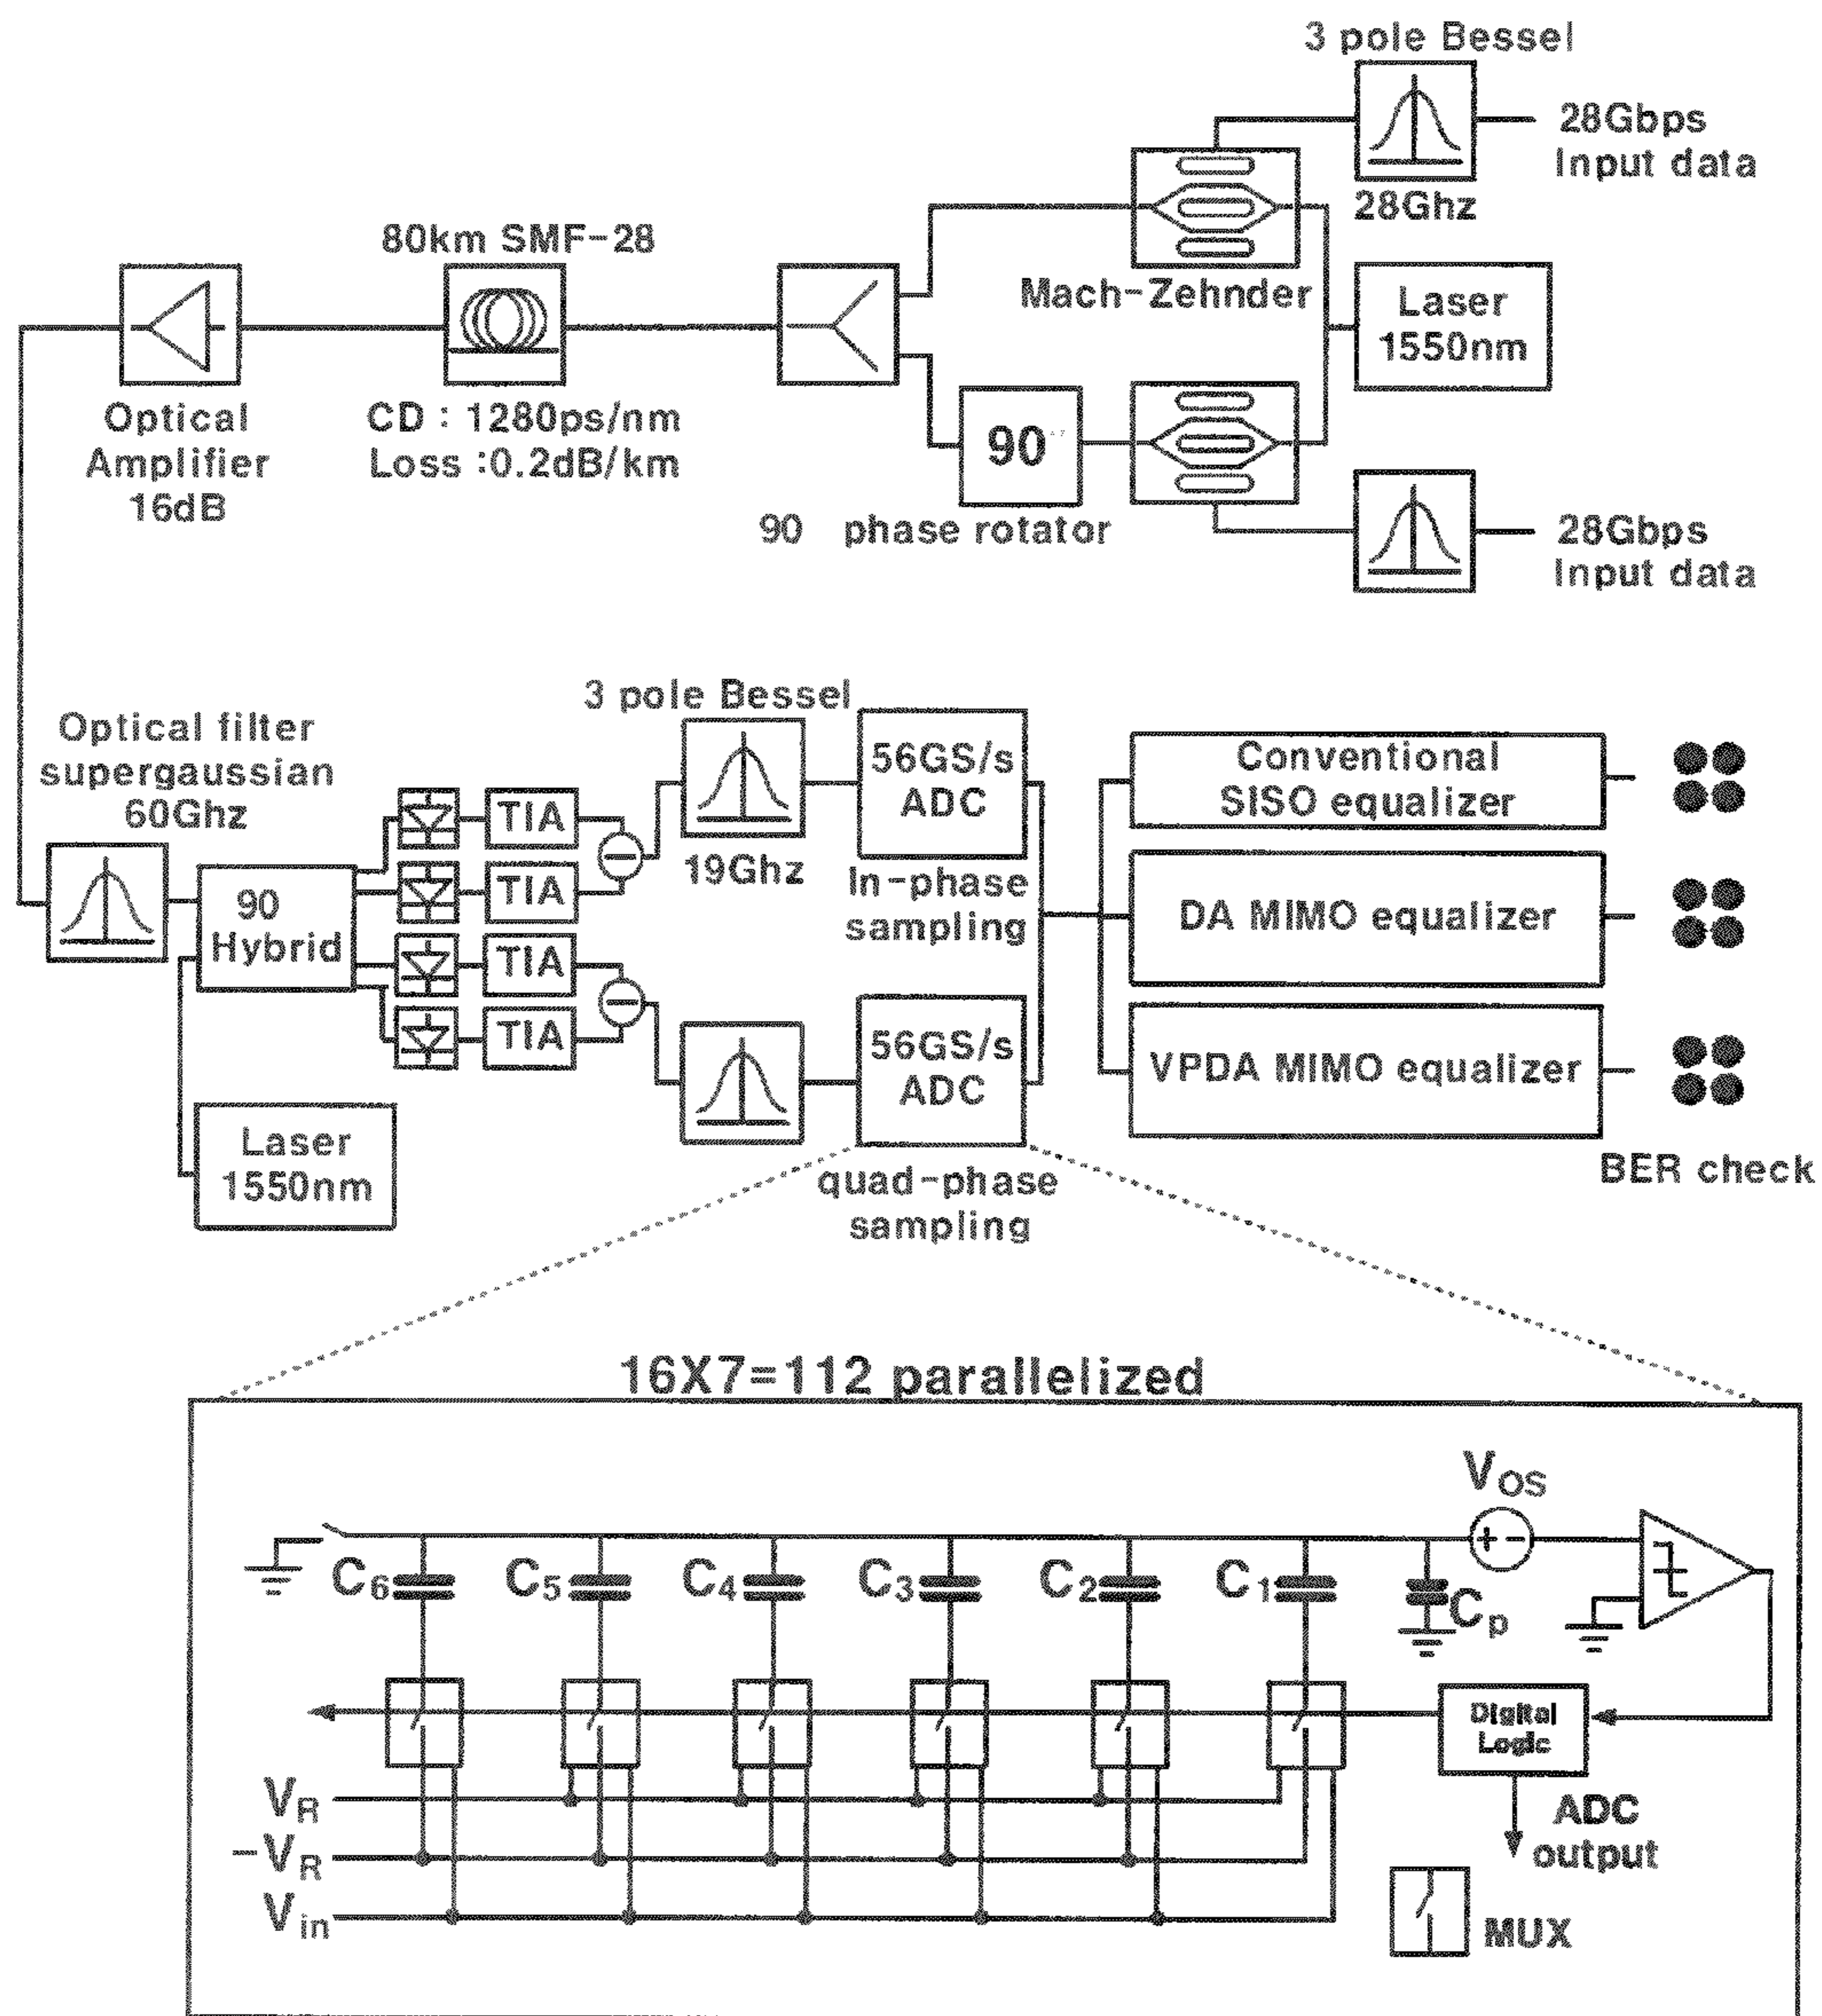 3 pole Bessel
28Gbps
Input data
28Ghz
Mach-Zehnder
Laser
1550nm
80km SMF-28
CD : 1280ps/nm
Loss :0.2dB/km
Optical
Amplifier
16dB
90
90 phase rotator
28Gbps
Input data
Optical filter
supergaussian
60Ghz
90
Hybrid
TIA
TIA
TIA
TIA
3 pole Bessel
19Ghz
56GS/s
ADC
In-phase
sampling
56GS/s
ADC
quad-phase
sampling
Laser
1550nm
Conventional
SISO equalizer
DA MIMO equalizer
VPDA MIMO equalizer
BER check
16X7=112 parallelized
VOS
+ -
C6
C5
C4
C3
C2
C1
Cp
Digital
Logic
VR
-VR
Vin
ADC
output
MUX